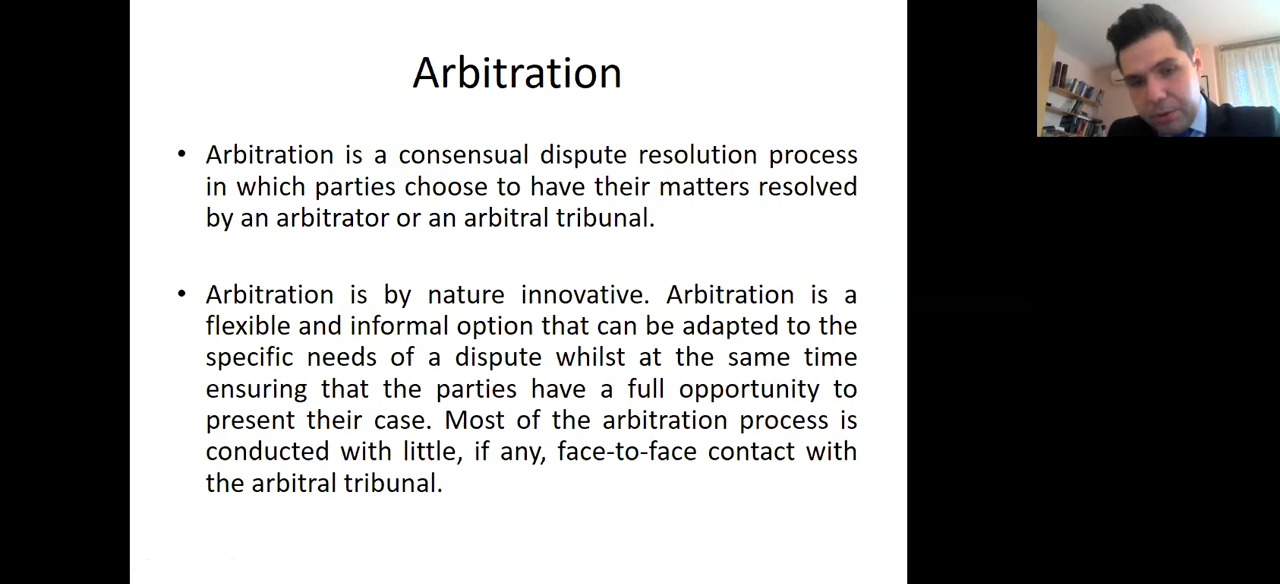 Arbitration
• Arbitration is a consensual dispute resolution process
in which parties choose to have their matters resolved
by an arbitrator or an arbitral tribunal.
• Arbitration is by nature innovative. Arbitration is a
flexible and informal option that can be adapted to the
specific needs of a dispute whilst at the same time
ensuring that the parties have a full opportunity to
present their case. Most of the arbitration process is
conducted with little, if any, face-to-face contact with
the arbitral tribunal.